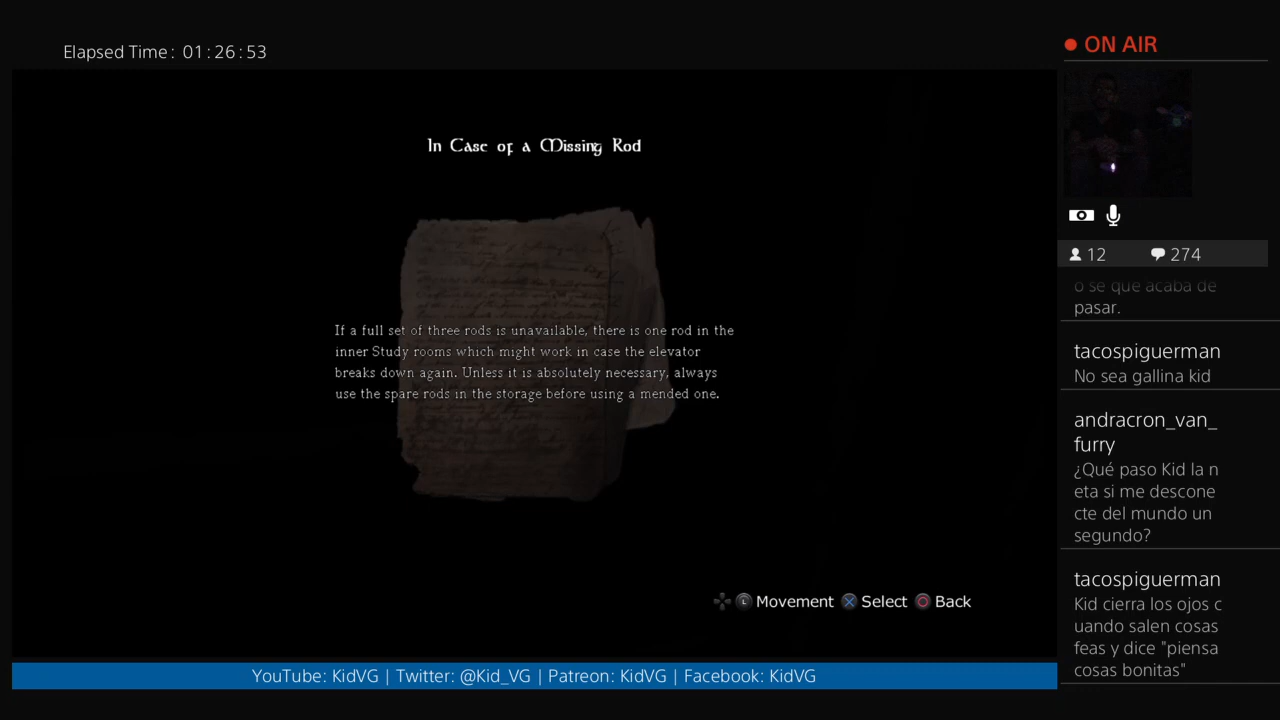 Elapsed Time: 01:26:53
ON AIR
In Case of a Missing Rod
If a full set of three rods is unavailable, there is one rod in the
inner Study rooms which might work in case the elevator
breaks down again. Unless it is absolutely necessary, always
use the spare rods in the storage before using a mended one.
L Movement Select Back
YouTube: KidVG | Twitter: @Kid_VG | Patreon: KidVG | Facebook: KidVG
12 274
o se que acaba de
pasar.
tacospiguerman
No sea gallina kid
andracron_van_
furry
¿Qué paso Kid la n
eta si me descone
cte del mundo un
segundo?
tacospiguerman
Kid cierra los ojos c
uando salen cosas
feas y dice "piensa
cosas bonitas"